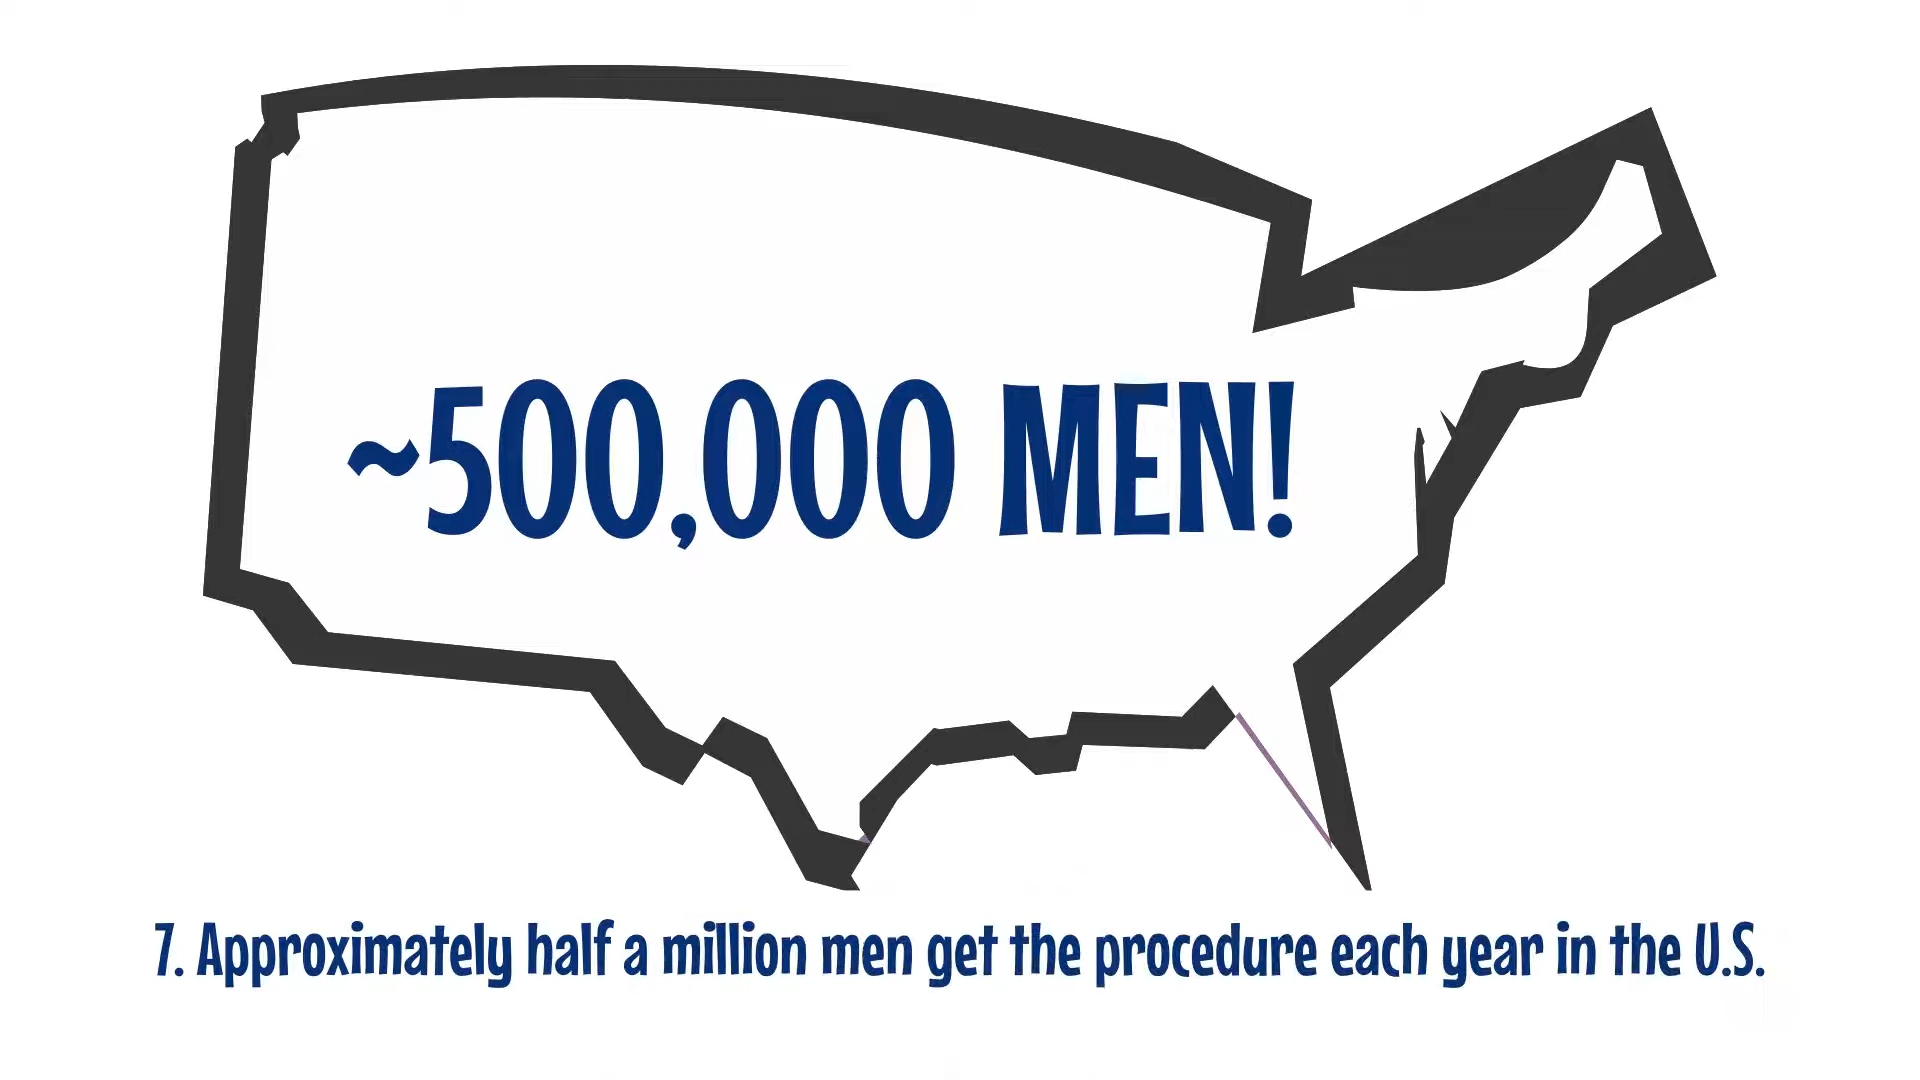 ~500,000 MEN!
7. Approximately half a million men get the procedure each year in the U.S.